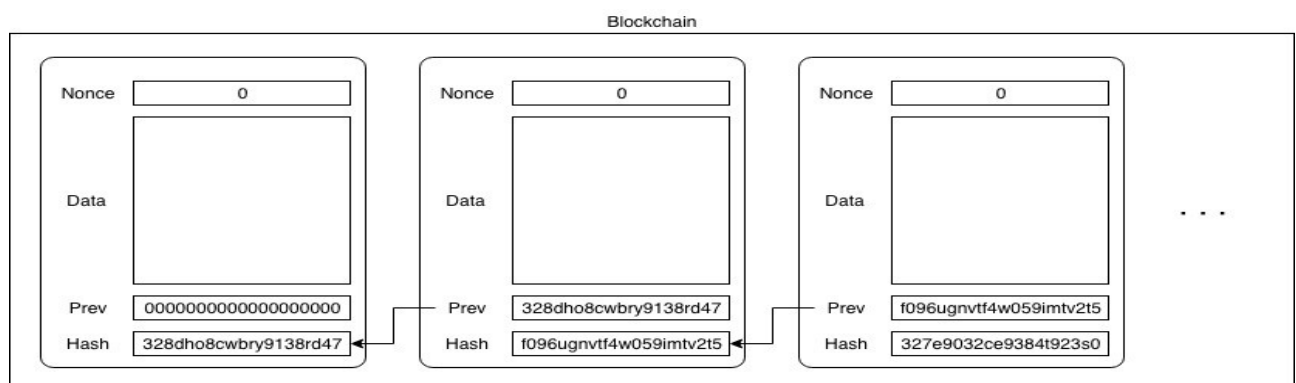 Blockchain
Nonce 0
Data
Prev 0000000000000000000
Hash 328dho8cwbry9138rd47
Nonce 0
Data
Prev 328dho8cwbry9138rd47
Hash f096ugnvtf4w059imtv2t5
Nonce 0
Data
Prev f096ugnvtf4w059imtv2t5
Hash 327e9032ce9384t923s0
. . .